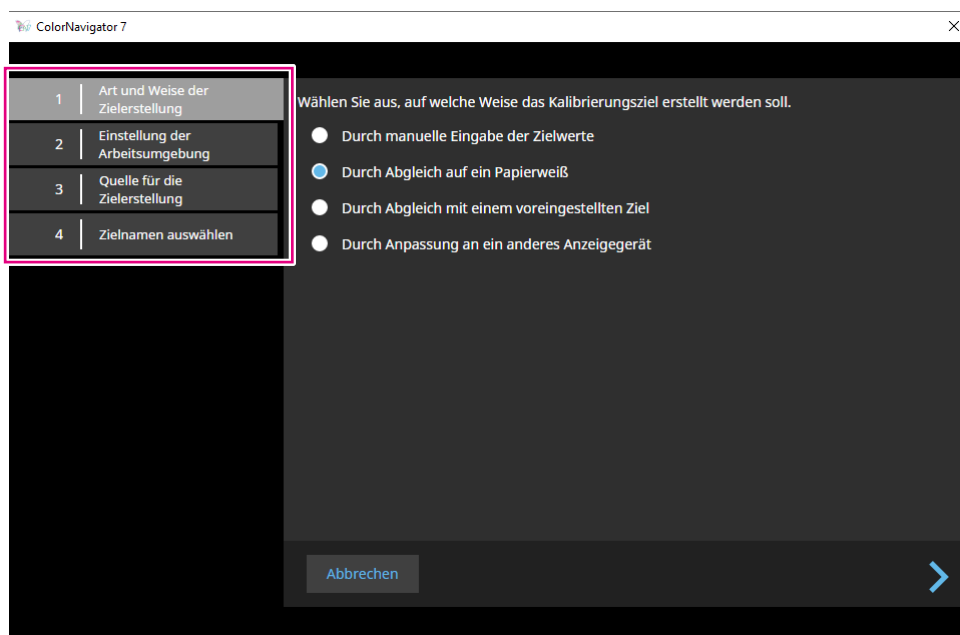 ColorNavigator 7
1 Art und Weise der
Zielerstellung
2 Einstellung der
Arbeitsumgebung
3 Quelle für die
Zielerstellung
4 Zielnamen auswählen
Wählen Sie aus, auf welche Weise das Kalibrierungsziel erstellt werden soll.
Durch manuelle Eingabe der Zielwerte
Durch Abgleich auf ein Papierweiß
Durch Abgleich mit einem voreingestellten Ziel
Durch Anpassung an ein anderes Anzeigegerät
Abbrechen